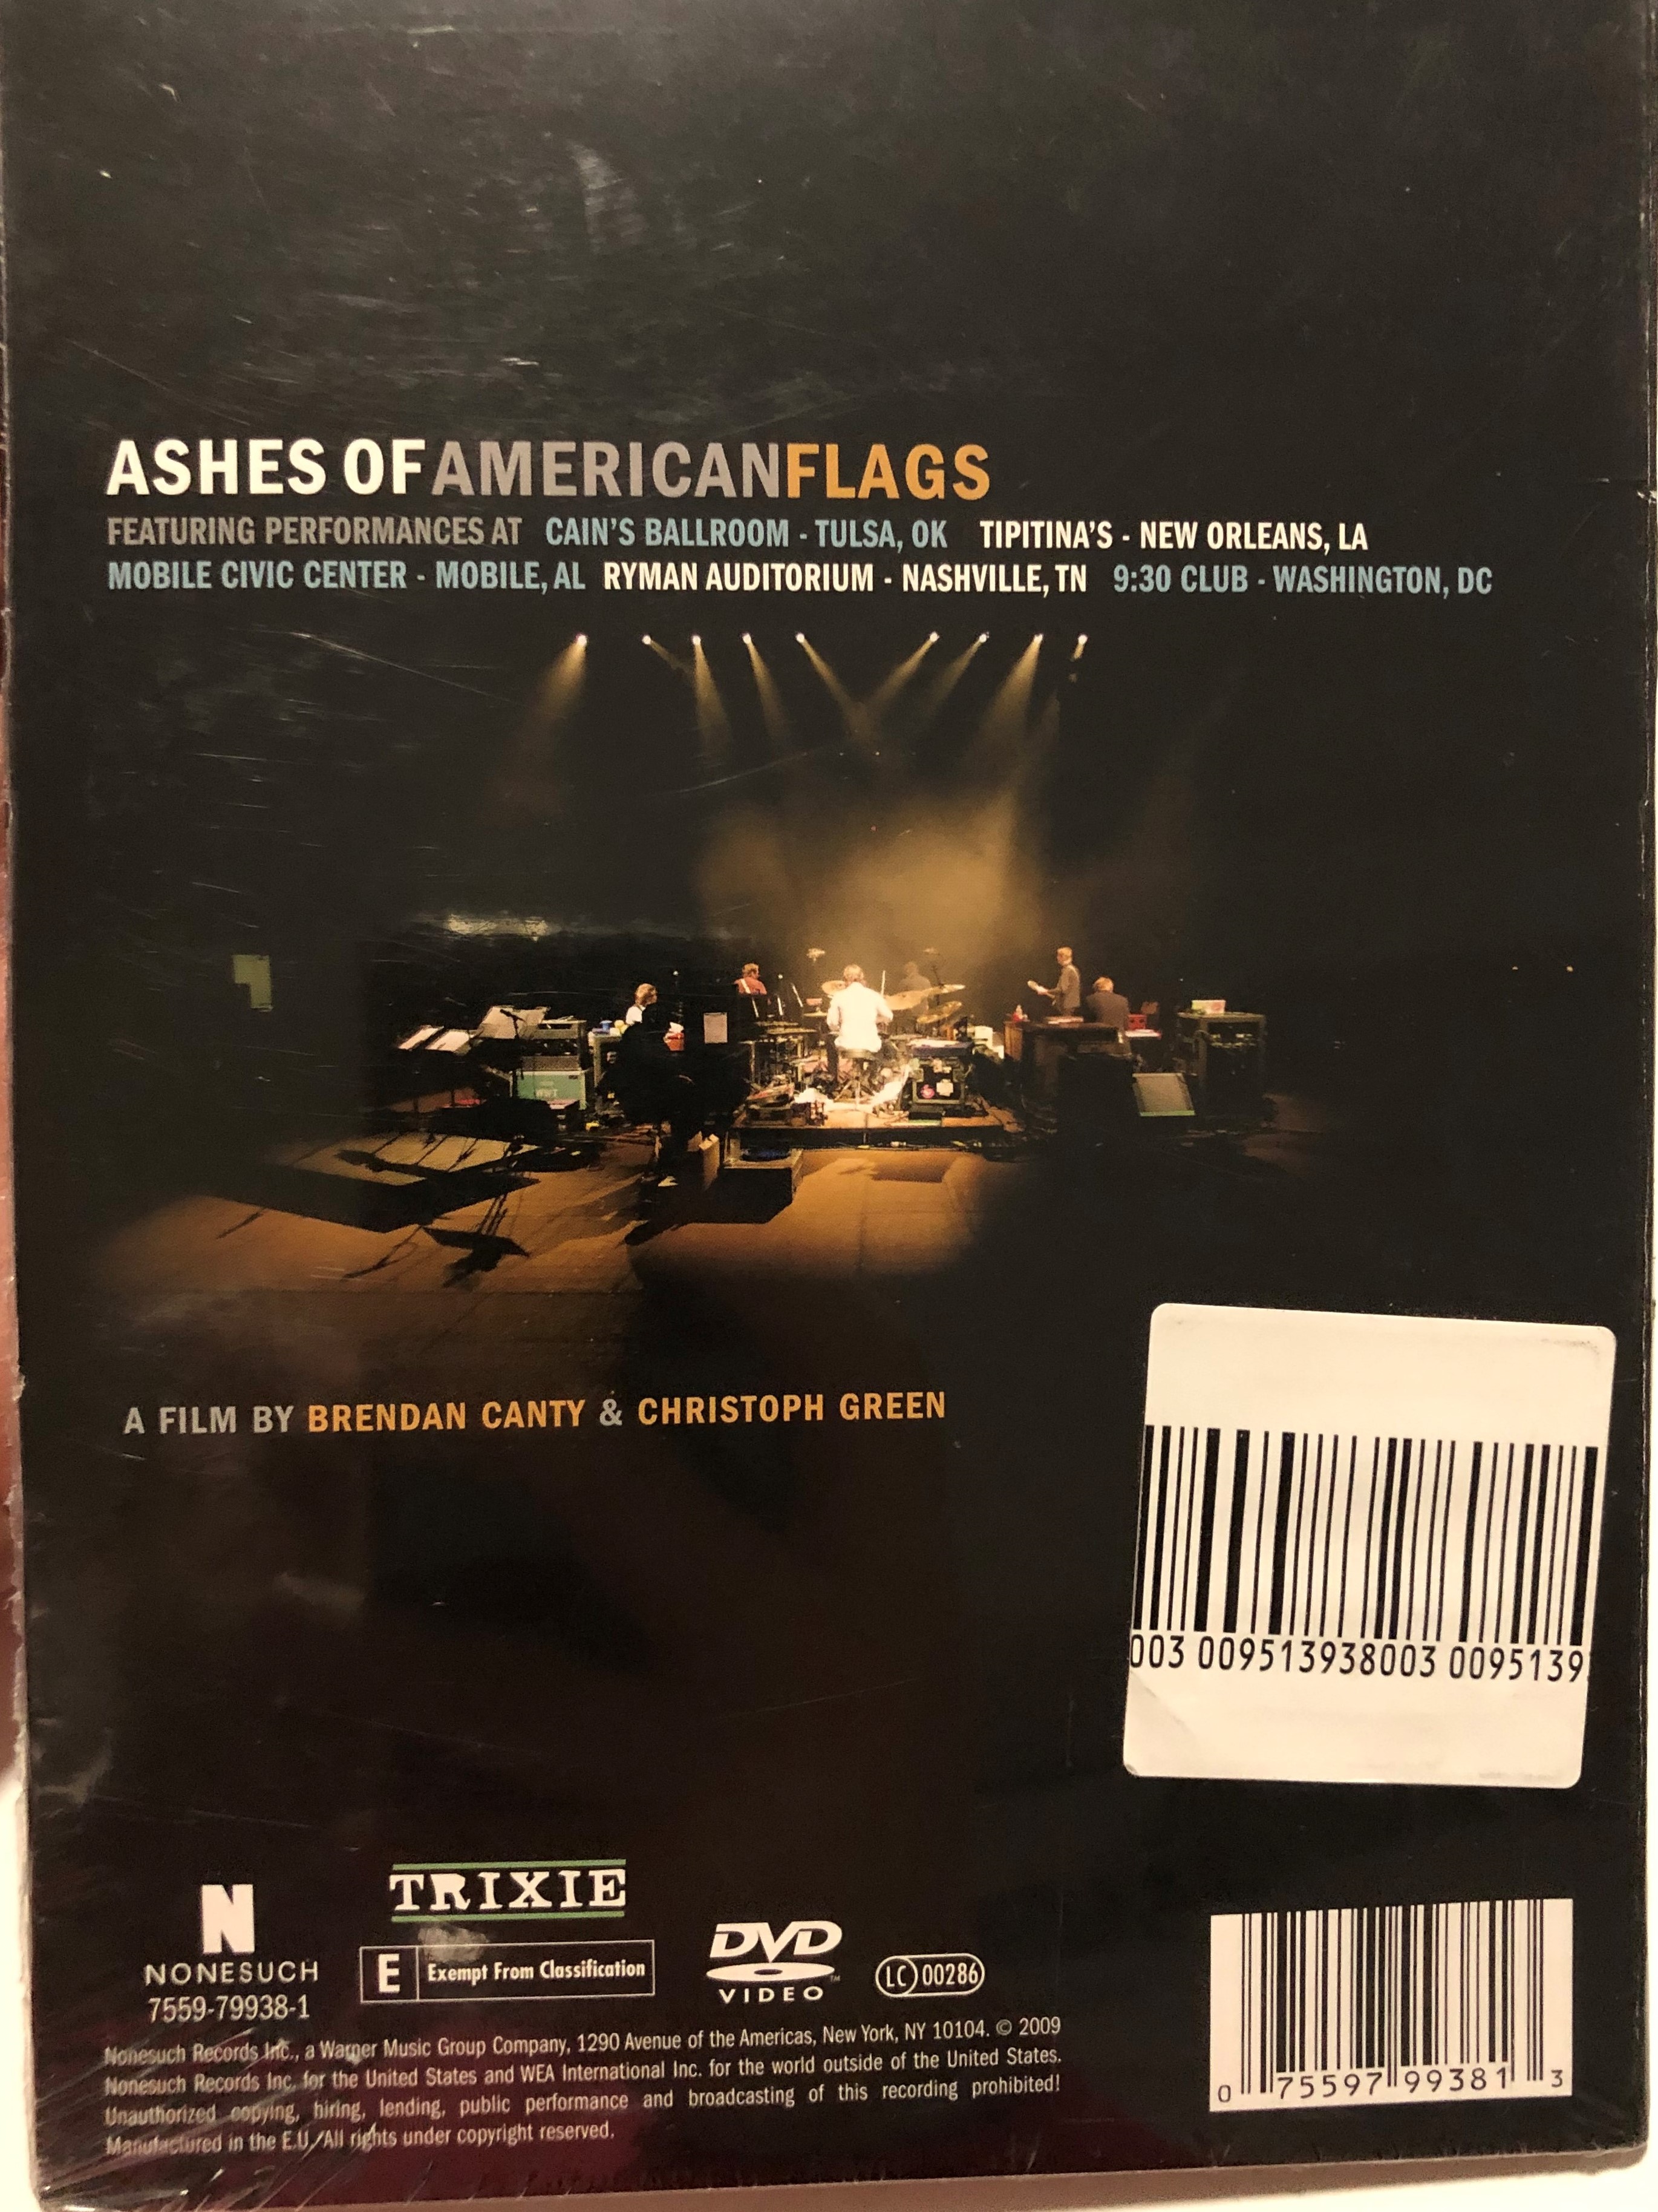 ASHES OF AMERICAN FLAGS
FEATURING PERFORMANCES AT CAIN'S BALLROOM - TULSA, OK TIPITINA'S - NEW ORLEANS, LA
MOBILE CIVIC CENTER - MOBILE, AL RYMAN AUDITORIUM - NASHVILLE, TN 9:30 CLUB - WASHINGTON, DC
A FILM BY BRENDAN CANTY & CHRISTOPH GREEN
003 009513938003 0095139
N
NONESUCH
7559-79938-1
TRIXIE
E Exempt From Classification
DVD
VIDEO
LC 00286
Nonesuch Records Inc., a Warner Music Group Company, 1290 Avenue of the Americas, New York, NY 10104. © 2009
Nonesuch Records Inc. for the United States and WEA International Inc. for the world outside of the United States.
Unauthorized copying, hiring, lending, public performance and broadcasting of this recording prohibited!
Manufactured in the E.U./All rights under copyright reserved.
0 75597 99381 3